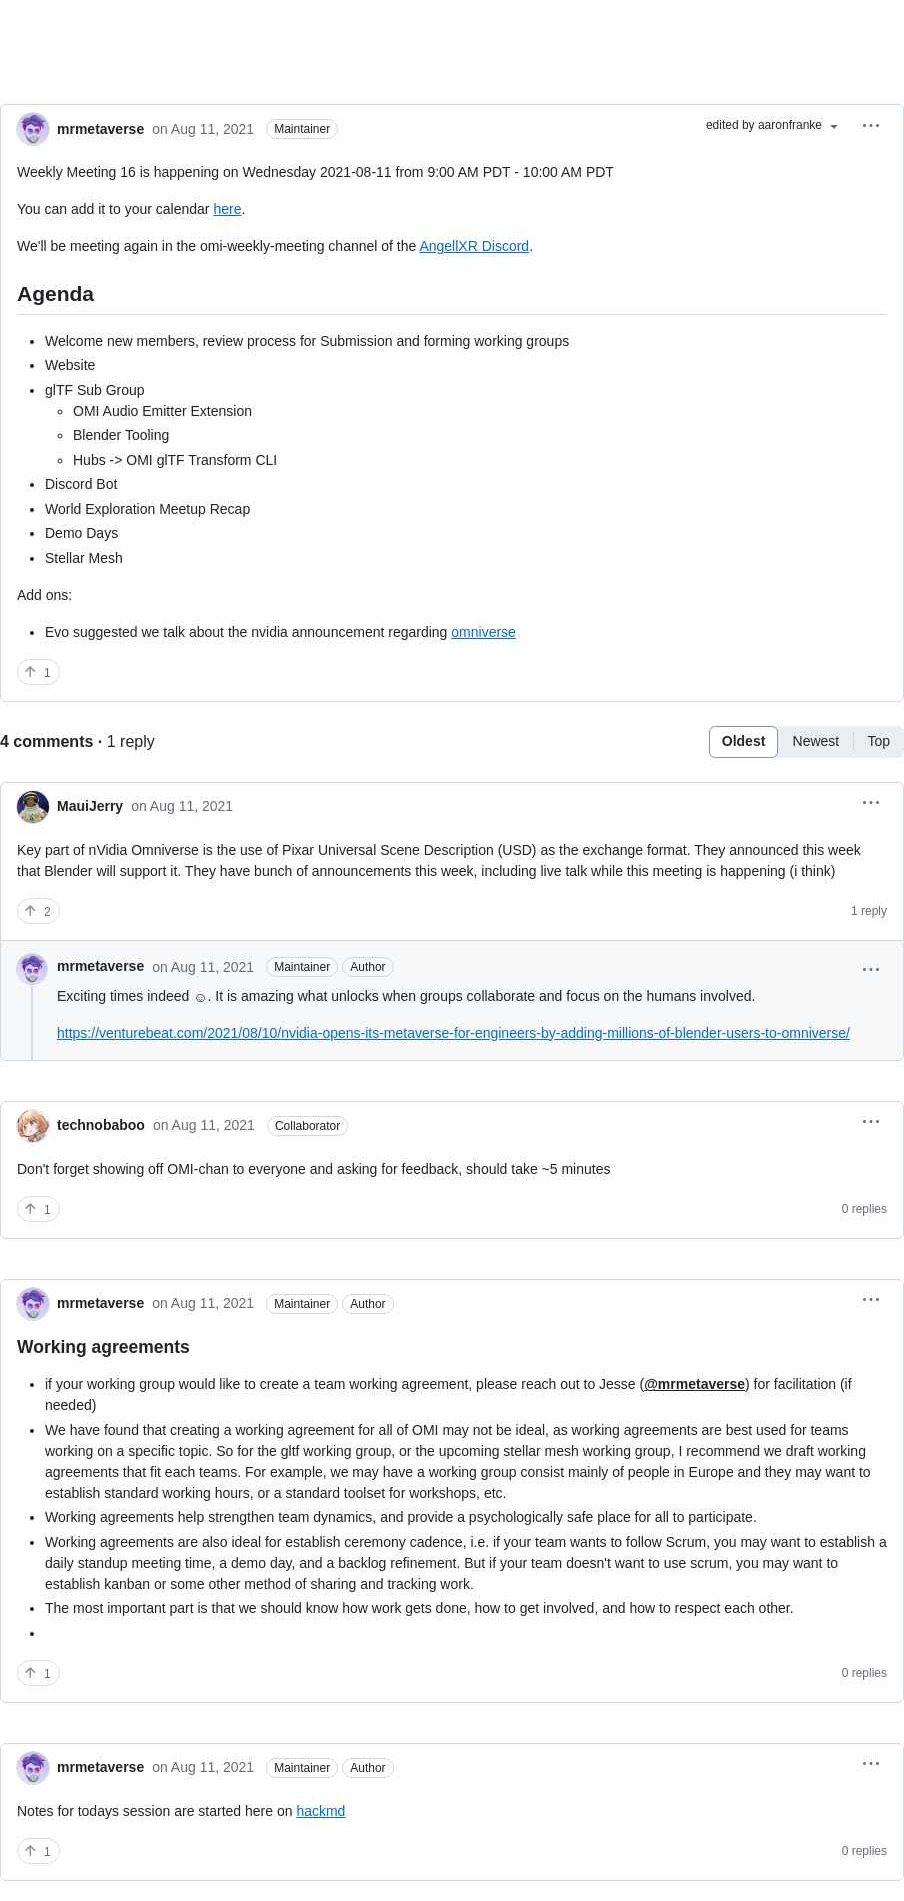 mrmetaverse on Aug 11, 2021 Maintainer edited by aaronfranke
Weekly Meeting 16 is happening on Wednesday 2021-08-11 from 9:00 AM PDT - 10:00 AM PDT
You can add it to your calendar here.
We'll be meeting again in the omi-weekly-meeting channel of the AngellXR Discord.
Agenda
Welcome new members, review process for Submission and forming working groups
Website
glTF Sub Group
OMI Audio Emitter Extension
Blender Tooling
Hubs -> OMI glTF Transform CLI
Discord Bot
World Exploration Meetup Recap
Demo Days
Stellar Mesh
Add ons:
Evo suggested we talk about the nvidia announcement regarding omniverse
1
4 comments · 1 reply Oldest Newest Top
MauiJerry on Aug 11, 2021
Key part of nVidia Omniverse is the use of Pixar Universal Scene Description (USD) as the exchange format. They announced this week
that Blender will support it. They have bunch of announcements this week, including live talk while this meeting is happening (i think)
2 1 reply
mrmetaverse on Aug 11, 2021 Maintainer Author
Exciting times indeed ☺. It is amazing what unlocks when groups collaborate and focus on the humans involved.
https://venturebeat.com/2021/08/10/nvidia-opens-its-metaverse-for-engineers-by-adding-millions-of-blender-users-to-omniverse/
technobaboo on Aug 11, 2021 Collaborator
Don't forget showing off OMI-chan to everyone and asking for feedback, should take ~5 minutes
1 0 replies
mrmetaverse on Aug 11, 2021 Maintainer Author
Working agreements
if your working group would like to create a team working agreement, please reach out to Jesse (@mrmetaverse) for facilitation (if
needed)
We have found that creating a working agreement for all of OMI may not be ideal, as working agreements are best used for teams
working on a specific topic. So for the gltf working group, or the upcoming stellar mesh working group, I recommend we draft working
agreements that fit each teams. For example, we may have a working group consist mainly of people in Europe and they may want to
establish standard working hours, or a standard toolset for workshops, etc.
Working agreements help strengthen team dynamics, and provide a psychologically safe place for all to participate.
Working agreements are also ideal for establish ceremony cadence, i.e. if your team wants to follow Scrum, you may want to establish a
daily standup meeting time, a demo day, and a backlog refinement. But if your team doesn't want to use scrum, you may want to
establish kanban or some other method of sharing and tracking work.
The most important part is that we should know how work gets done, how to get involved, and how to respect each other.
1 0 replies
mrmetaverse on Aug 11, 2021 Maintainer Author
Notes for todays session are started here on hackmd
1 0 replies